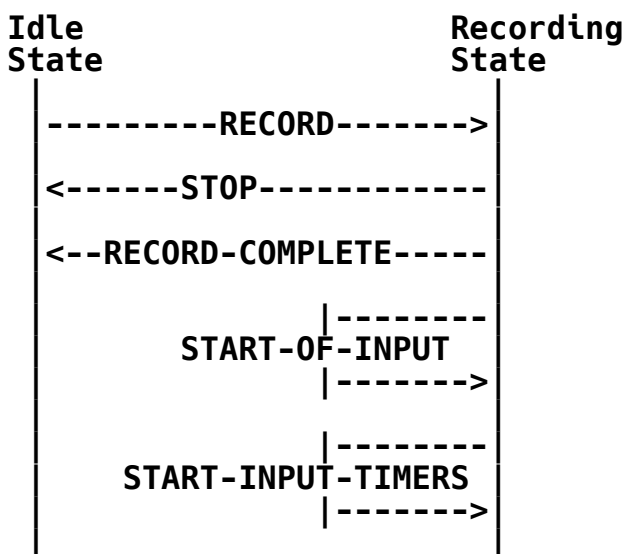 Idle Recording
State State
|---------RECORD------->|
|<------STOP------------|
|<--RECORD-COMPLETE-----|
|--------
START-OF-INPUT
|------->|
|--------
START-INPUT-TIMERS
|------->|